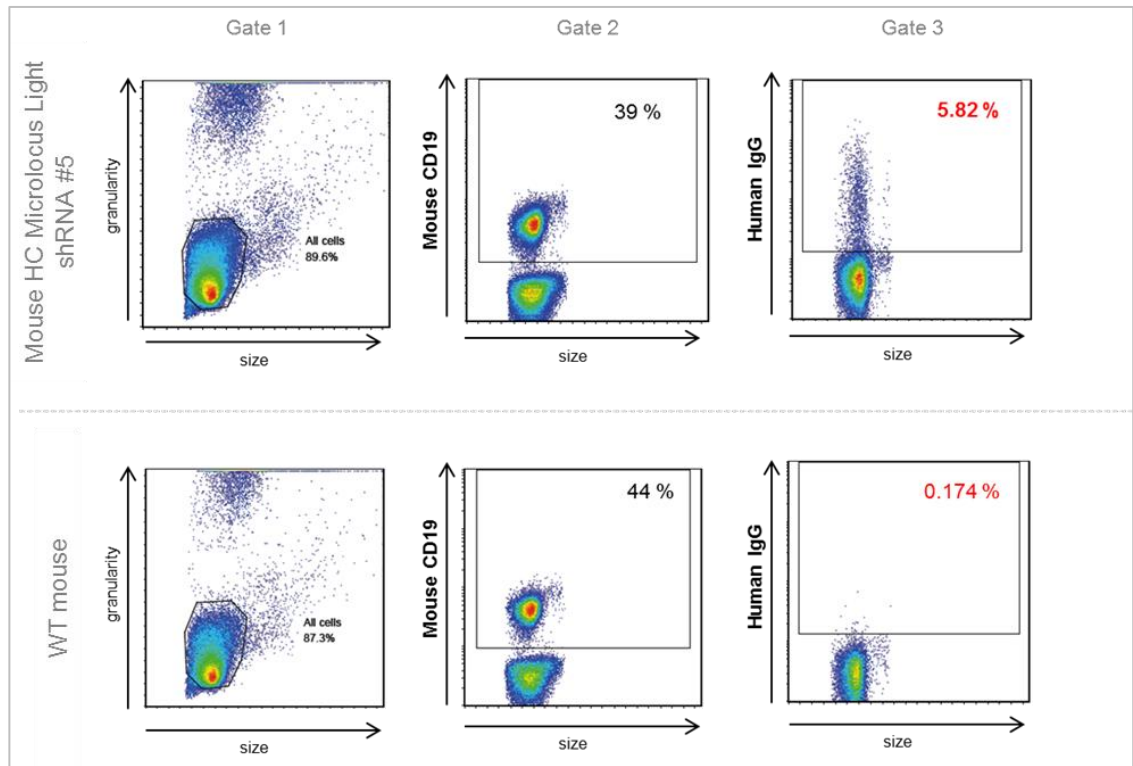 Gate 1
Gate 2
Gate 3
Mouse HC Microlocus Light
shRNA #5
granularity
All cells
89.6%
size
Mouse CD19
39 %
size
Human IgG
5.82 %
size
WT mouse
granularity
All cells
87.3%
size
Mouse CD19
44 %
size
Human IgG
0.174 %
size